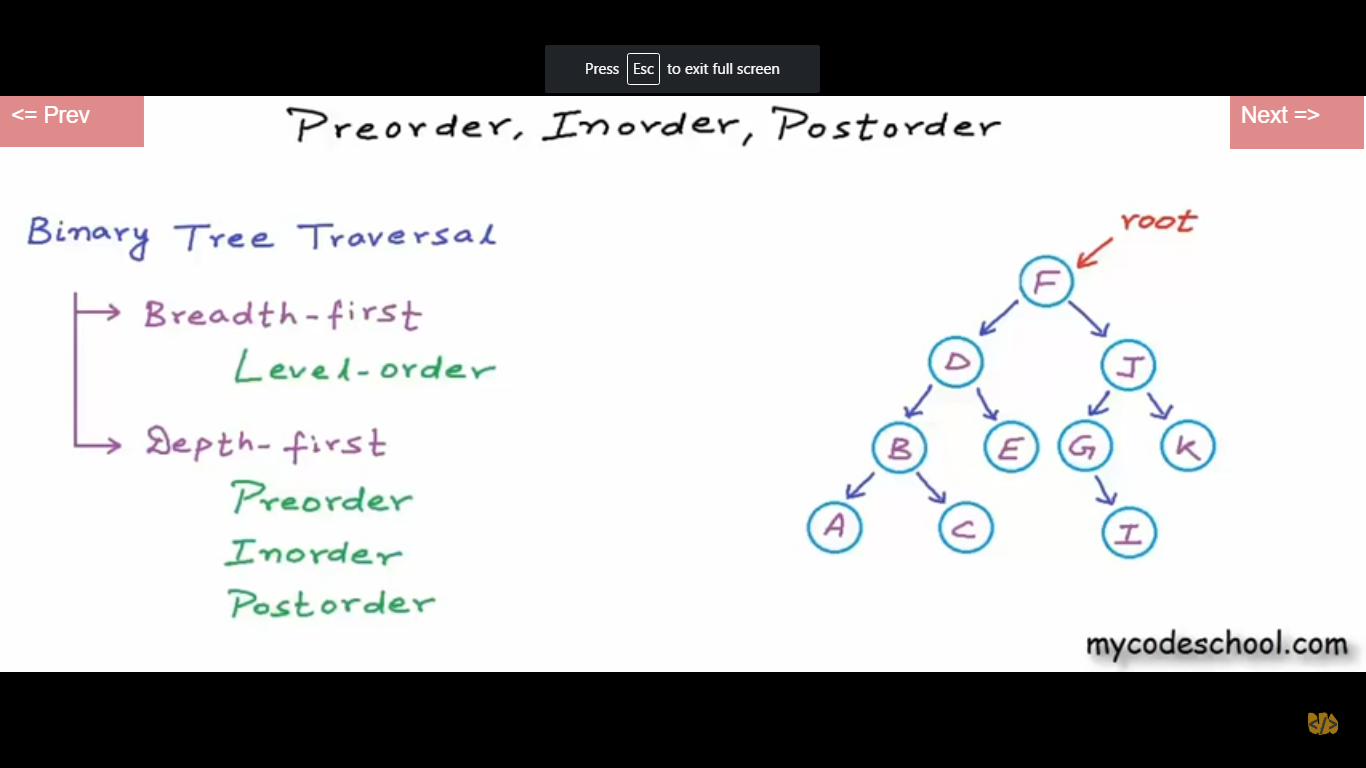 Press Esc to exit full screen
<= Prev
Preorder, Inorder, Postorder
Next =>
Binary Tree Traversal
Breadth-first
Level-order
Depth-first
Preorder
Inorder
Postorder
root
F
D J
B E G K
A C I
mycodeschool.com
</>